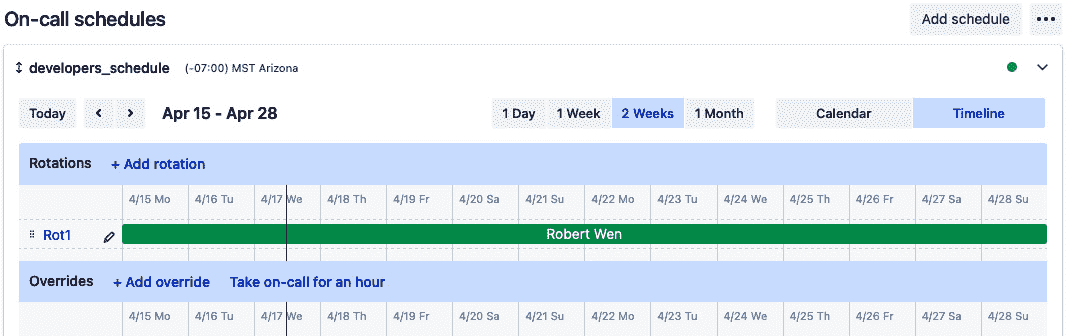 On-call schedules Add schedule
developers_schedule (-07:00) MST Arizona
Today Apr 15 - Apr 28 1 Day 1 Week 2 Weeks 1 Month Calendar Timeline
Rotations + Add rotation
4/15 Mo 4/16 Tu 4/17 We 4/18 Th 4/19 Fr 4/20 Sa 4/21 Su 4/22 Mo 4/23 Tu 4/24 We 4/25 Th 4/26 Fr 4/27 Sa 4/28 Su
Rot1 Robert Wen
Overrides + Add override Take on-call for an hour
4/15 Mo 4/16 Tu 4/17 We 4/18 Th 4/19 Fr 4/20 Sa 4/21 Su 4/22 Mo 4/23 Tu 4/24 We 4/25 Th 4/26 Fr 4/27 Sa 4/28 Su